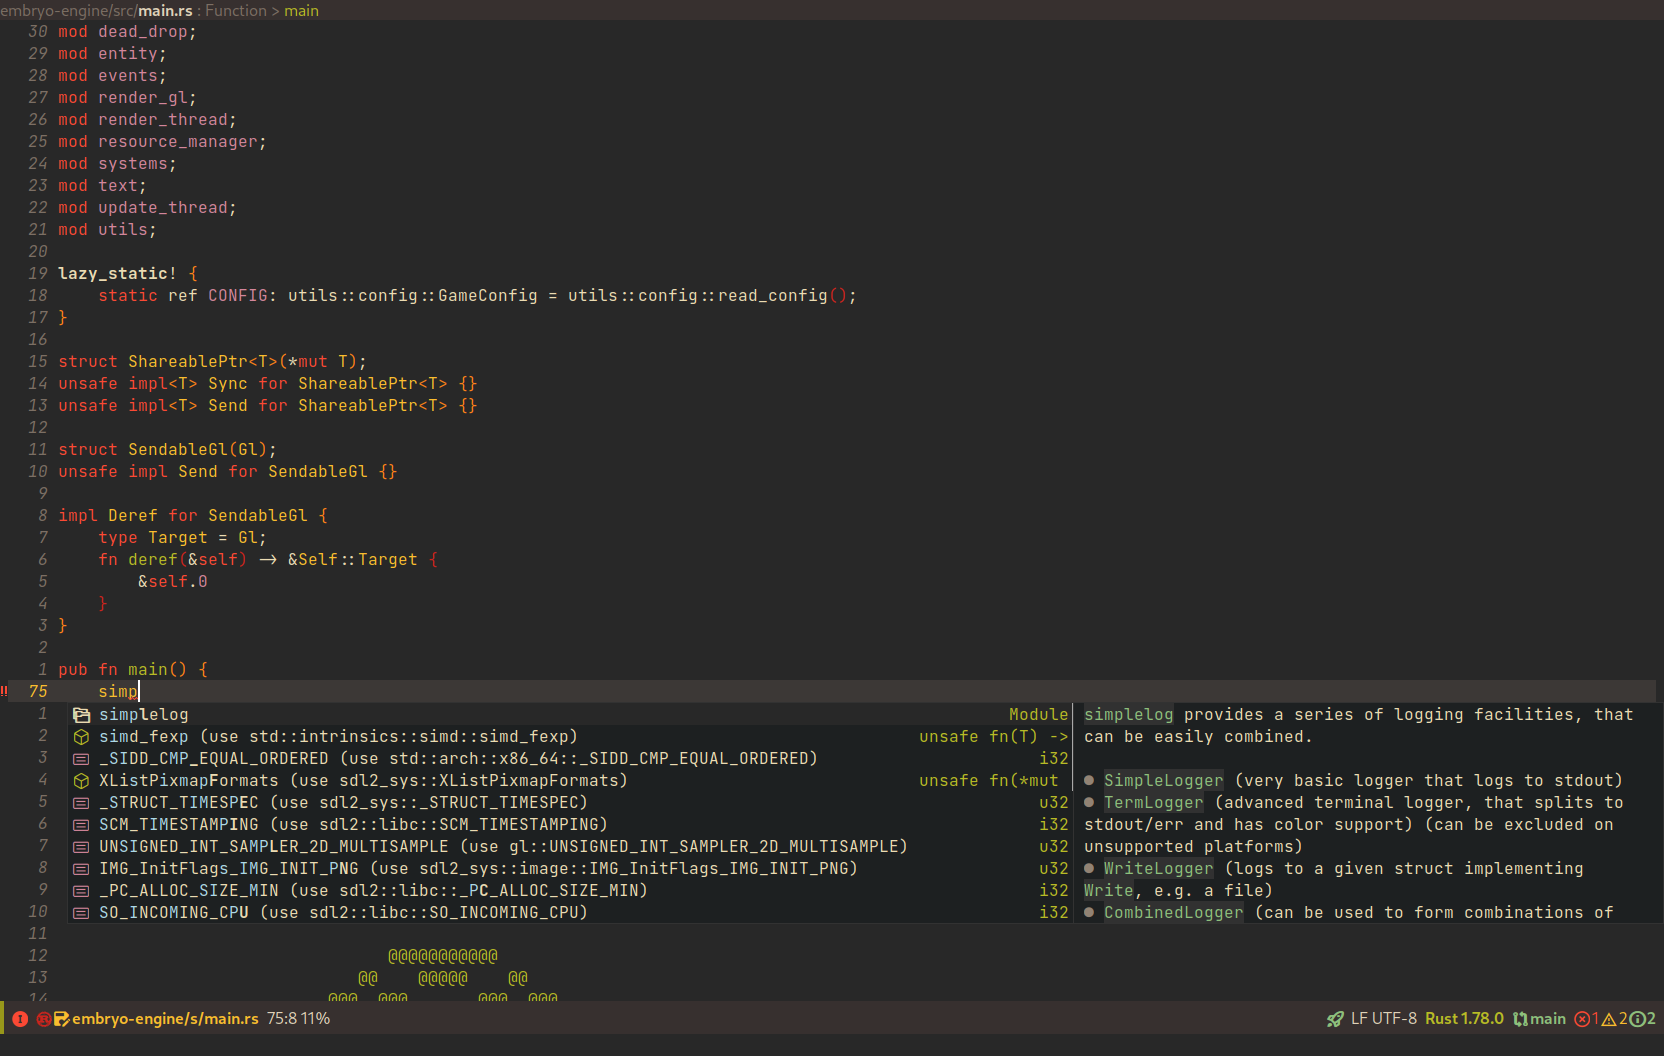 embryo-engine/src/main.rs : Function > main
30 mod dead_drop;
29 mod entity;
28 mod events;
27 mod render_gl;
26 mod render_thread;
25 mod resource_manager;
24 mod systems;
23 mod text;
22 mod update_thread;
21 mod utils;
20
19 lazy_static! {
18     static ref CONFIG: utils::config::GameConfig = utils::config::read_config();
17 }
16
15 struct ShareablePtr<T>(*mut T);
14 unsafe impl<T> Sync for ShareablePtr<T> {}
13 unsafe impl<T> Send for ShareablePtr<T> {}
12
11 struct SendableGl(Gl);
10 unsafe impl Send for SendableGl {}
9
8 impl Deref for SendableGl {
7     type Target = Gl;
6     fn deref(&self) -> &Self::Target {
5         &self.0
4     }
3 }
2
1 pub fn main() {
!! 75     simp
1 simplelog Module simplelog provides a series of logging facilities, that
2 simd_fexp (use std::intrinsics::simd::simd_fexp) unsafe fn(T) -> can be easily combined.
3 _SIDD_CMP_EQUAL_ORDERED (use std::arch::x86_64::_SIDD_CMP_EQUAL_ORDERED) i32
4 XListPixmapFormats (use sdl2_sys::XListPixmapFormats) unsafe fn(*mut ● SimpleLogger (very basic logger that logs to stdout)
5 _STRUCT_TIMESPEC (use sdl2_sys::_STRUCT_TIMESPEC) u32 ● TermLogger (advanced terminal logger, that splits to
6 SCM_TIMESTAMPING (use sdl2::libc::SCM_TIMESTAMPING) i32 stdout/err and has color support) (can be excluded on
7 UNSIGNED_INT_SAMPLER_2D_MULTISAMPLE (use gl::UNSIGNED_INT_SAMPLER_2D_MULTISAMPLE) u32 unsupported platforms)
8 IMG_InitFlags_IMG_INIT_PNG (use sdl2_sys::image::IMG_InitFlags_IMG_INIT_PNG) u32 ● WriteLogger (logs to a given struct implementing
9 _PC_ALLOC_SIZE_MIN (use sdl2::libc::_PC_ALLOC_SIZE_MIN) i32 Write, e.g. a file)
10 SO_INCOMING_CPU (use sdl2::libc::SO_INCOMING_CPU) i32 ● CombinedLogger (can be used to form combinations of
11
12 @@@@@@@@@@@
13 @@    @@@@@    @@
14 @@@  @@@       @@@  @@@
embryo-engine/s/main.rs 75:8 11% LF UTF-8 Rust 1.78.0 main 1 2 2